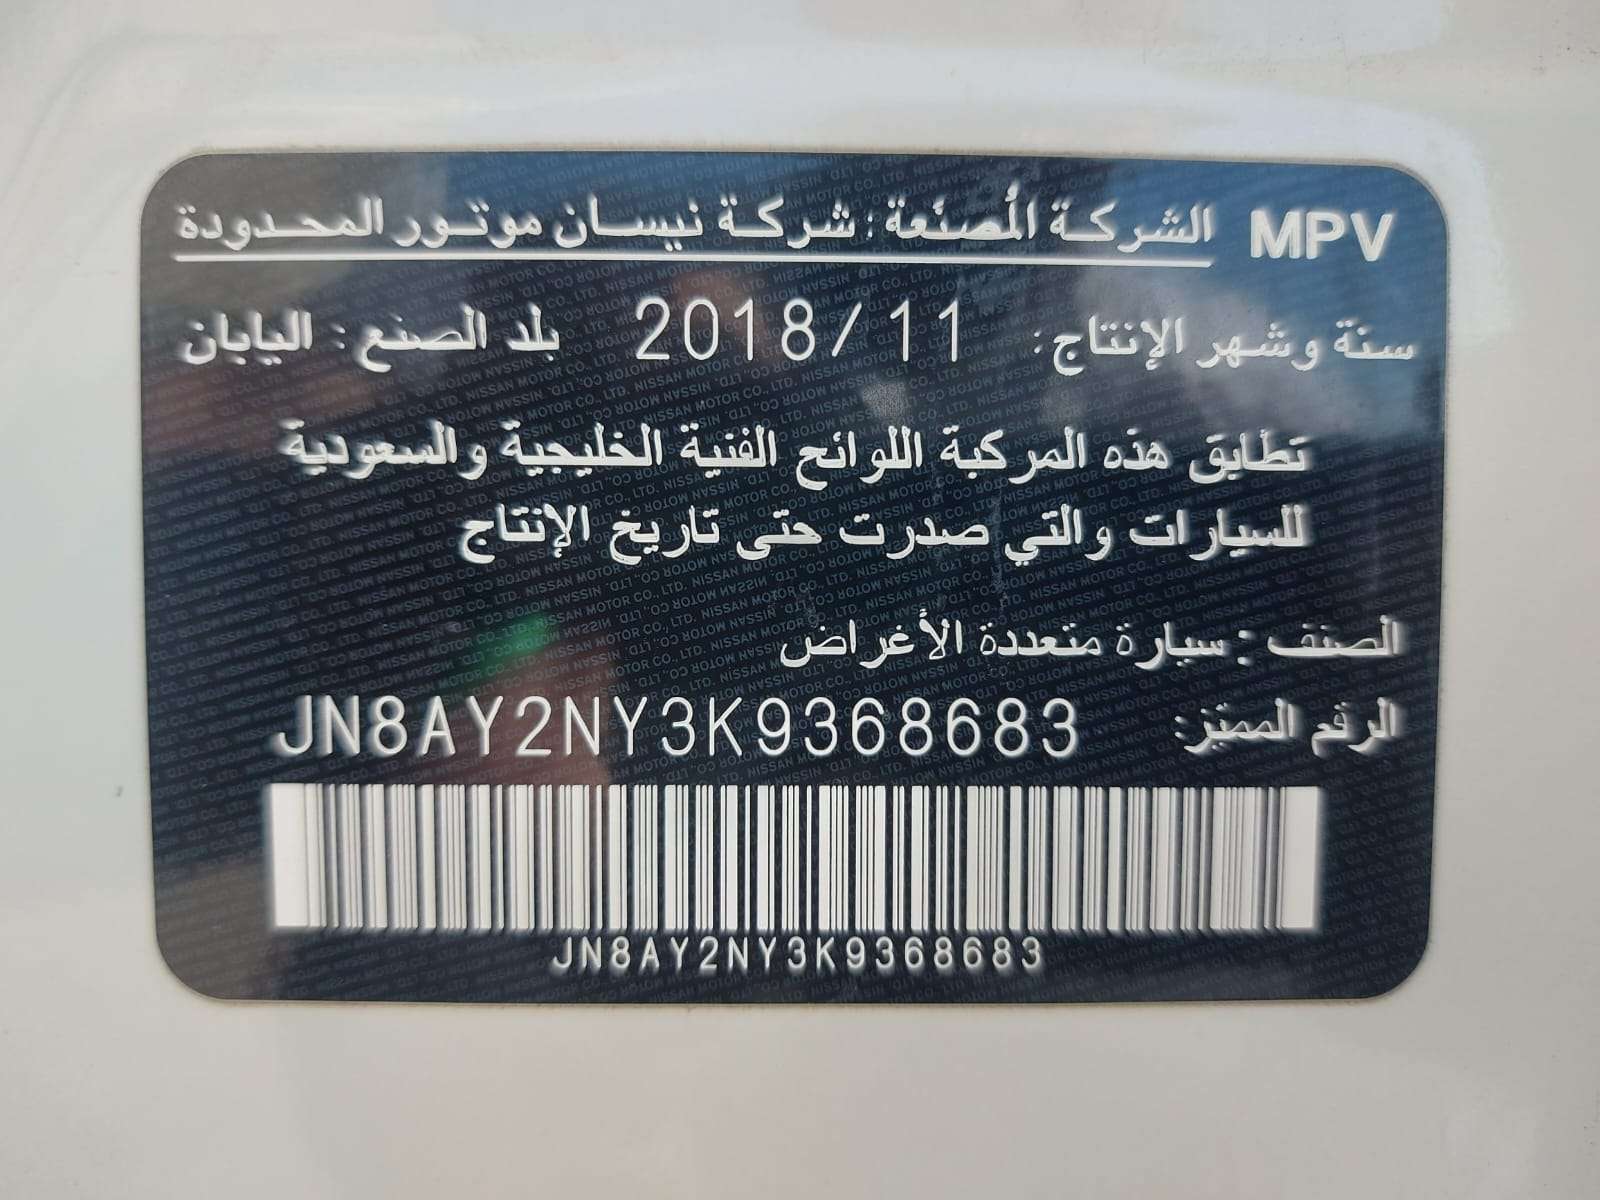 MPV الشركة المُصنّعة: شركة نيسان موتور المحدودة
سنة وشهر الإنتاج: 2018/11 بلد الصنع: اليابان
تطابق هذه المركبة اللوائح الفنية الخليجية والسعودية
للسيارات والتي صدرت حتى تاريخ الإنتاج
الصنف: سيارة متعددة الأغراض
الرقم المميّز: JN8AY2NY3K9368683
JN8AY2NY3K9368683